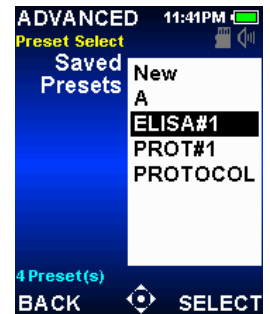 ADVANCED 11:41PM
Preset Select
Saved
Presets
New
A
ELISA#1
PROT#1
PROTOCOL
4 Preset(s)
BACK SELECT